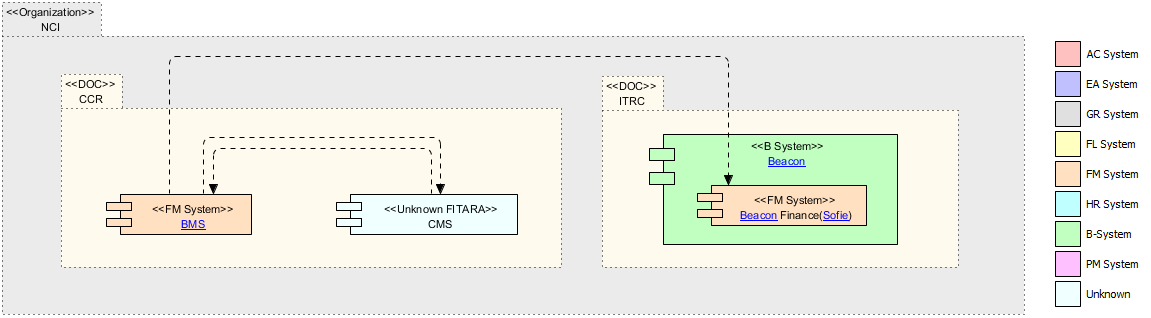 <<Organization>>
NCI
<<DOC>>
CCR
<<FM System>>
BMS
<<Unknown FITARA>>
CMS
<<DOC>>
ITRC
<<B System>>
Beacon
<<FM System>>
Beacon Finance(Sofie)
AC System
EA System
GR System
FL System
FM System
HR System
B-System
PM System
Unknown